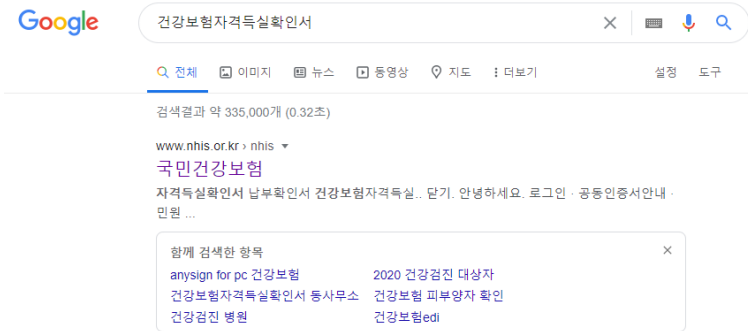 Google 건강보험자격득실확인서
전체 이미지 뉴스 동영상 지도 더보기 설정 도구
검색결과 약 335,000개 (0.32초)
www.nhis.or.kr › nhis
국민건강보험
자격득실확인서 납부확인서 건강보험자격득실.. 닫기. 안녕하세요. 로그인 · 공동인증서안내 ·
민원 ...
함께 검색한 항목
anysign for pc 건강보험 2020 건강검진 대상자
건강보험자격득실확인서 동사무소 건강보험 피부양자 확인
건강검진 병원 건강보험edi